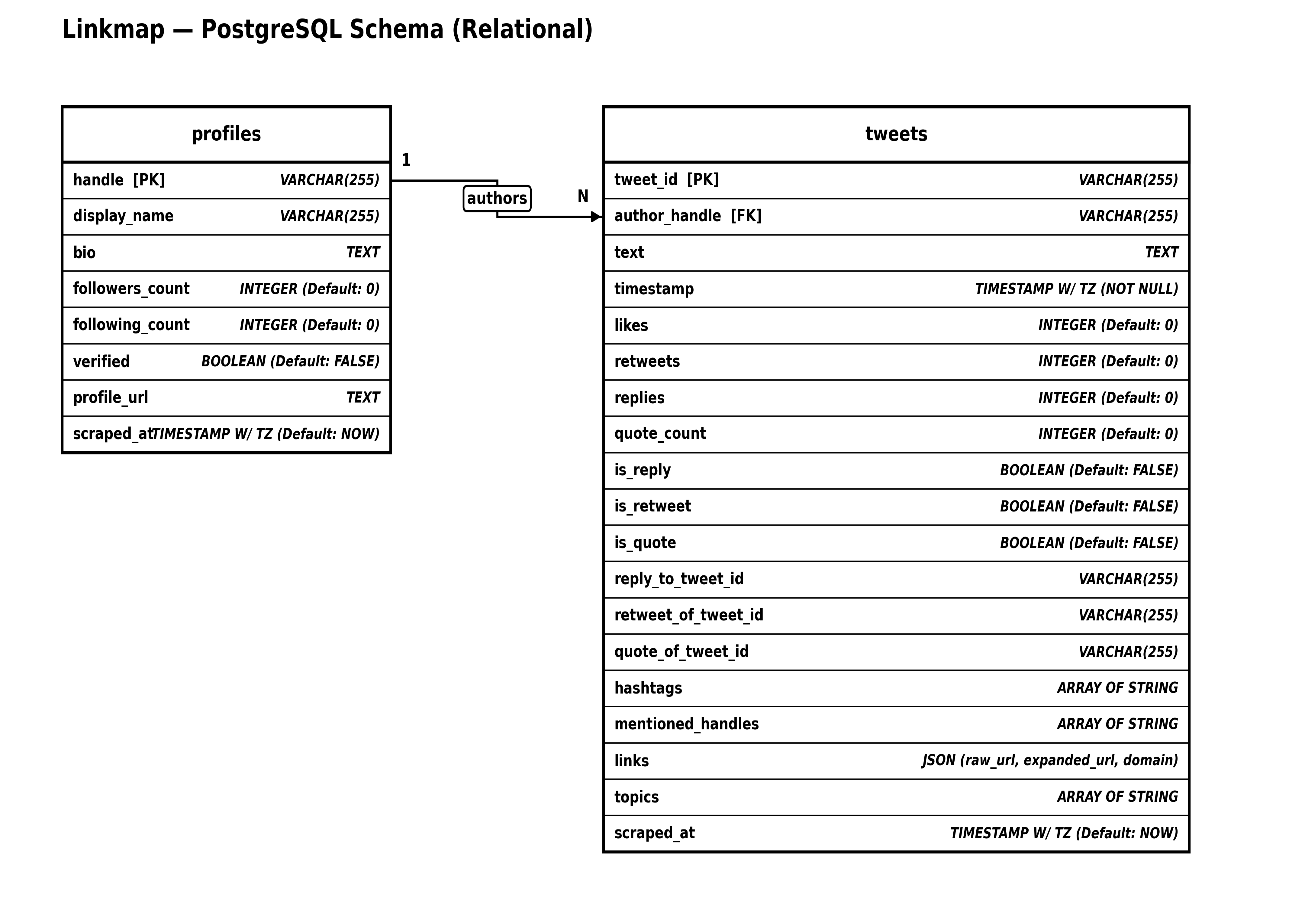 Linkmap — PostgreSQL Schema (Relational)
profiles
handle [PK] VARCHAR(255)
display_name VARCHAR(255)
bio TEXT
followers_count INTEGER (Default: 0)
following_count INTEGER (Default: 0)
verified BOOLEAN (Default: FALSE)
profile_url TEXT
scraped_at TIMESTAMP W/ TZ (Default: NOW)
1
authors
N
tweets
tweet_id [PK] VARCHAR(255)
author_handle [FK] VARCHAR(255)
text TEXT
timestamp TIMESTAMP W/ TZ (NOT NULL)
likes INTEGER (Default: 0)
retweets INTEGER (Default: 0)
replies INTEGER (Default: 0)
quote_count INTEGER (Default: 0)
is_reply BOOLEAN (Default: FALSE)
is_retweet BOOLEAN (Default: FALSE)
is_quote BOOLEAN (Default: FALSE)
reply_to_tweet_id VARCHAR(255)
retweet_of_tweet_id VARCHAR(255)
quote_of_tweet_id VARCHAR(255)
hashtags ARRAY OF STRING
mentioned_handles ARRAY OF STRING
links JSON (raw_url, expanded_url, domain)
topics ARRAY OF STRING
scraped_at TIMESTAMP W/ TZ (Default: NOW)